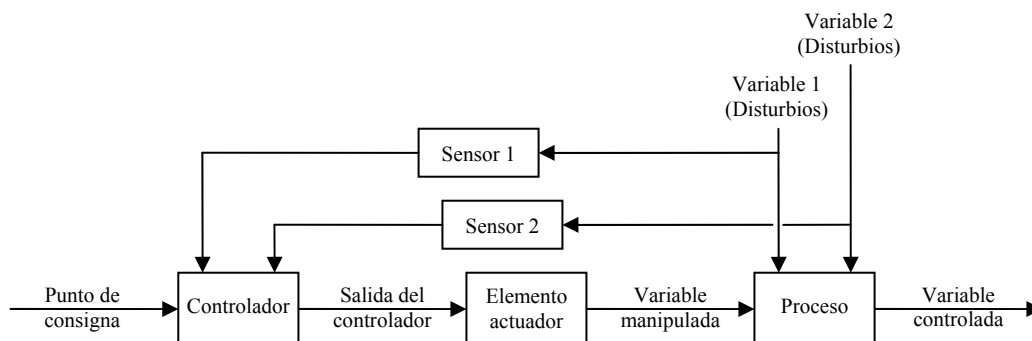 Variable 2
(Disturbios)
Variable 1
(Disturbios)
Sensor 1
Sensor 2
Punto de
consigna
Controlador
Salida del
controlador
Elemento
actuador
Variable
manipulada
Proceso
Variable
controlada